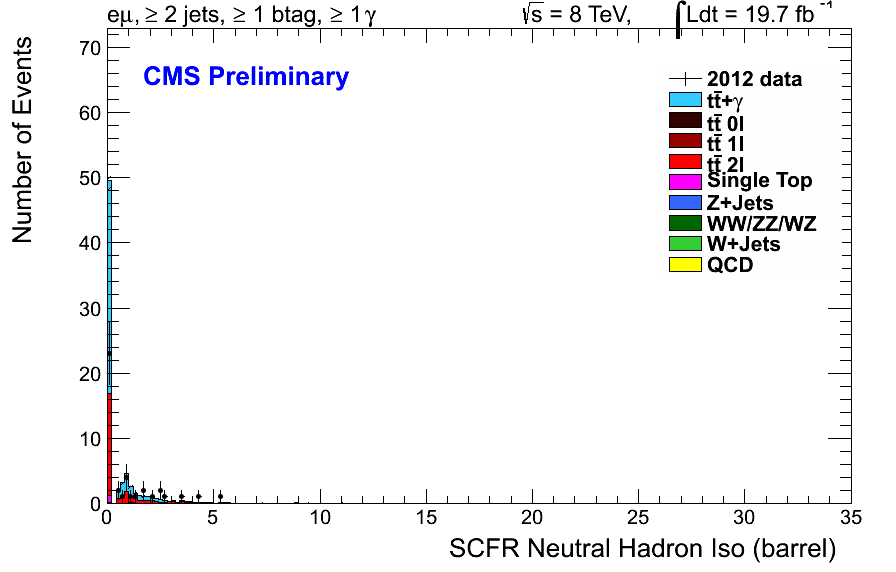 eμ, ≥ 2 jets, ≥ 1 btag, ≥ 1 γ
√s = 8 TeV, ∫Ldt = 19.7 fb⁻¹
Number of Events
CMS Preliminary
2012 data
tt̄+γ
tt̄ 0l
tt̄ 1l
tt̄ 2l
Single Top
Z+Jets
WW/ZZ/WZ
W+Jets
QCD
70
60
50
40
30
20
10
0
0 5 10 15 20 25 30 35
SCFR Neutral Hadron Iso (barrel)